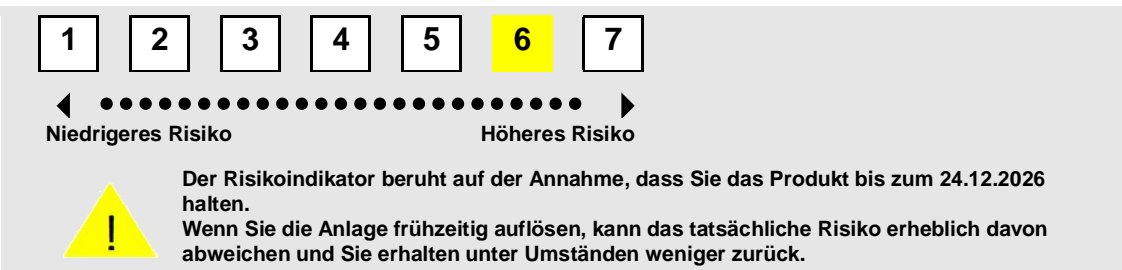 1 2 3 4 5 6 7
Niedrigeres Risiko Höheres Risiko
!
Der Risikoindikator beruht auf der Annahme, dass Sie das Produkt bis zum 24.12.2026
halten.
Wenn Sie die Anlage frühzeitig auflösen, kann das tatsächliche Risiko erheblich davon
abweichen und Sie erhalten unter Umständen weniger zurück.